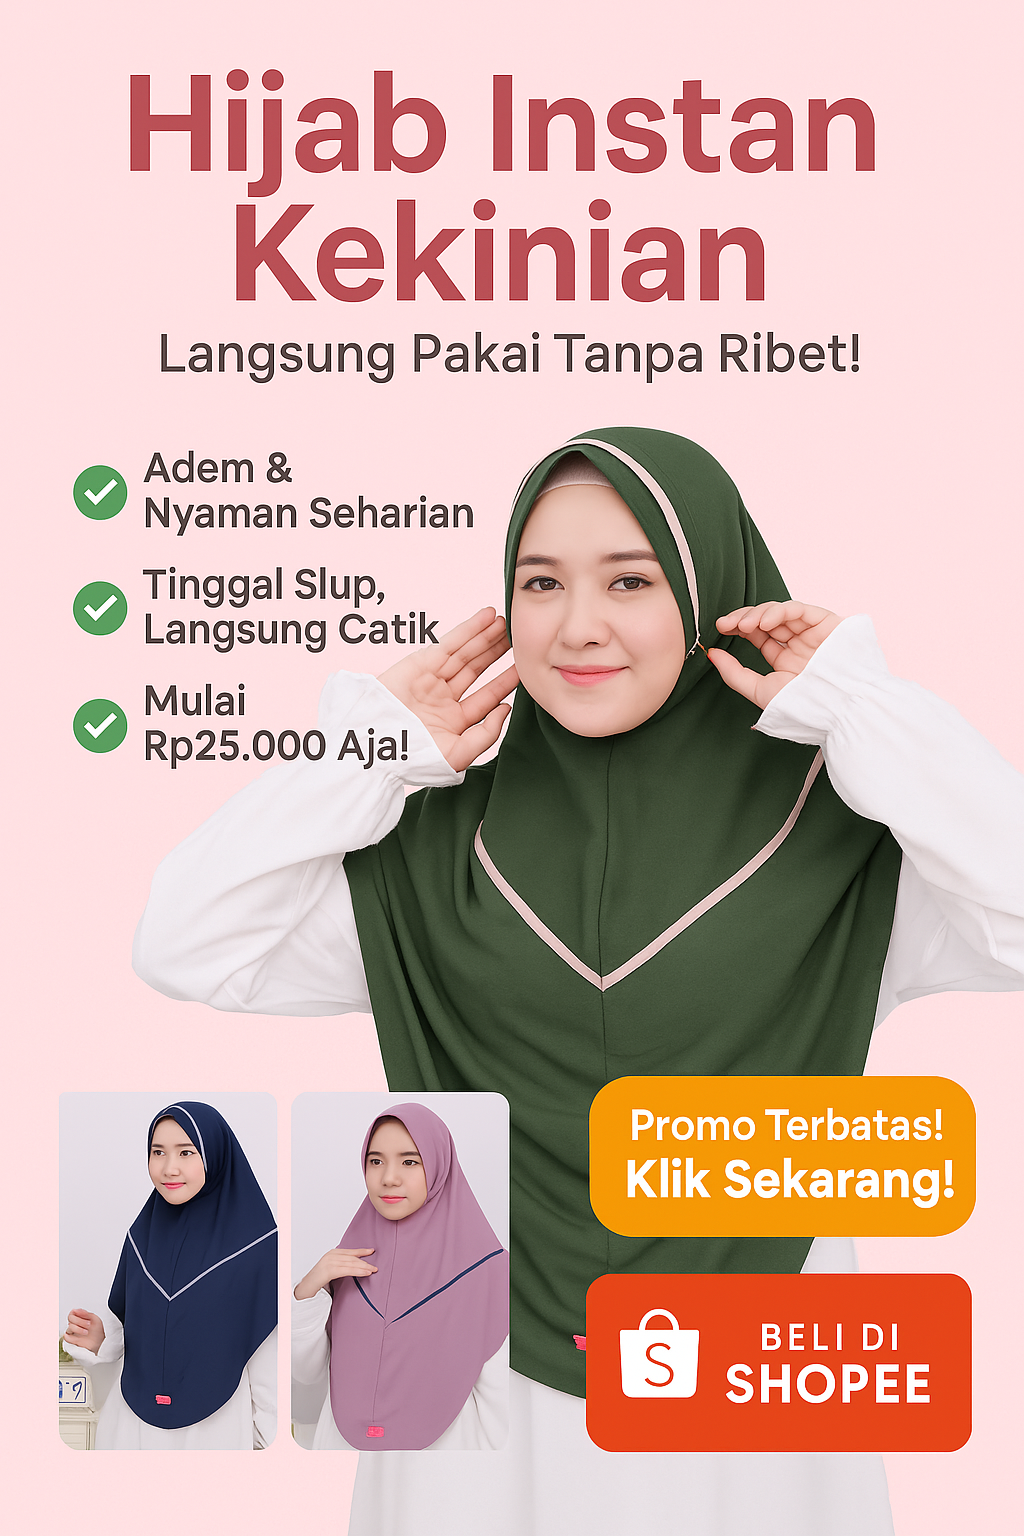 Hijab Instan
Kekinian
Langsung Pakai Tanpa Ribet!
Adem &
Nyaman Seharian
Tinggal Slup,
Langsung Catik
Mulai
Rp25.000 Aja!
Promo Terbatas!
Klik Sekarang!
S
BELI DI
SHOPEE